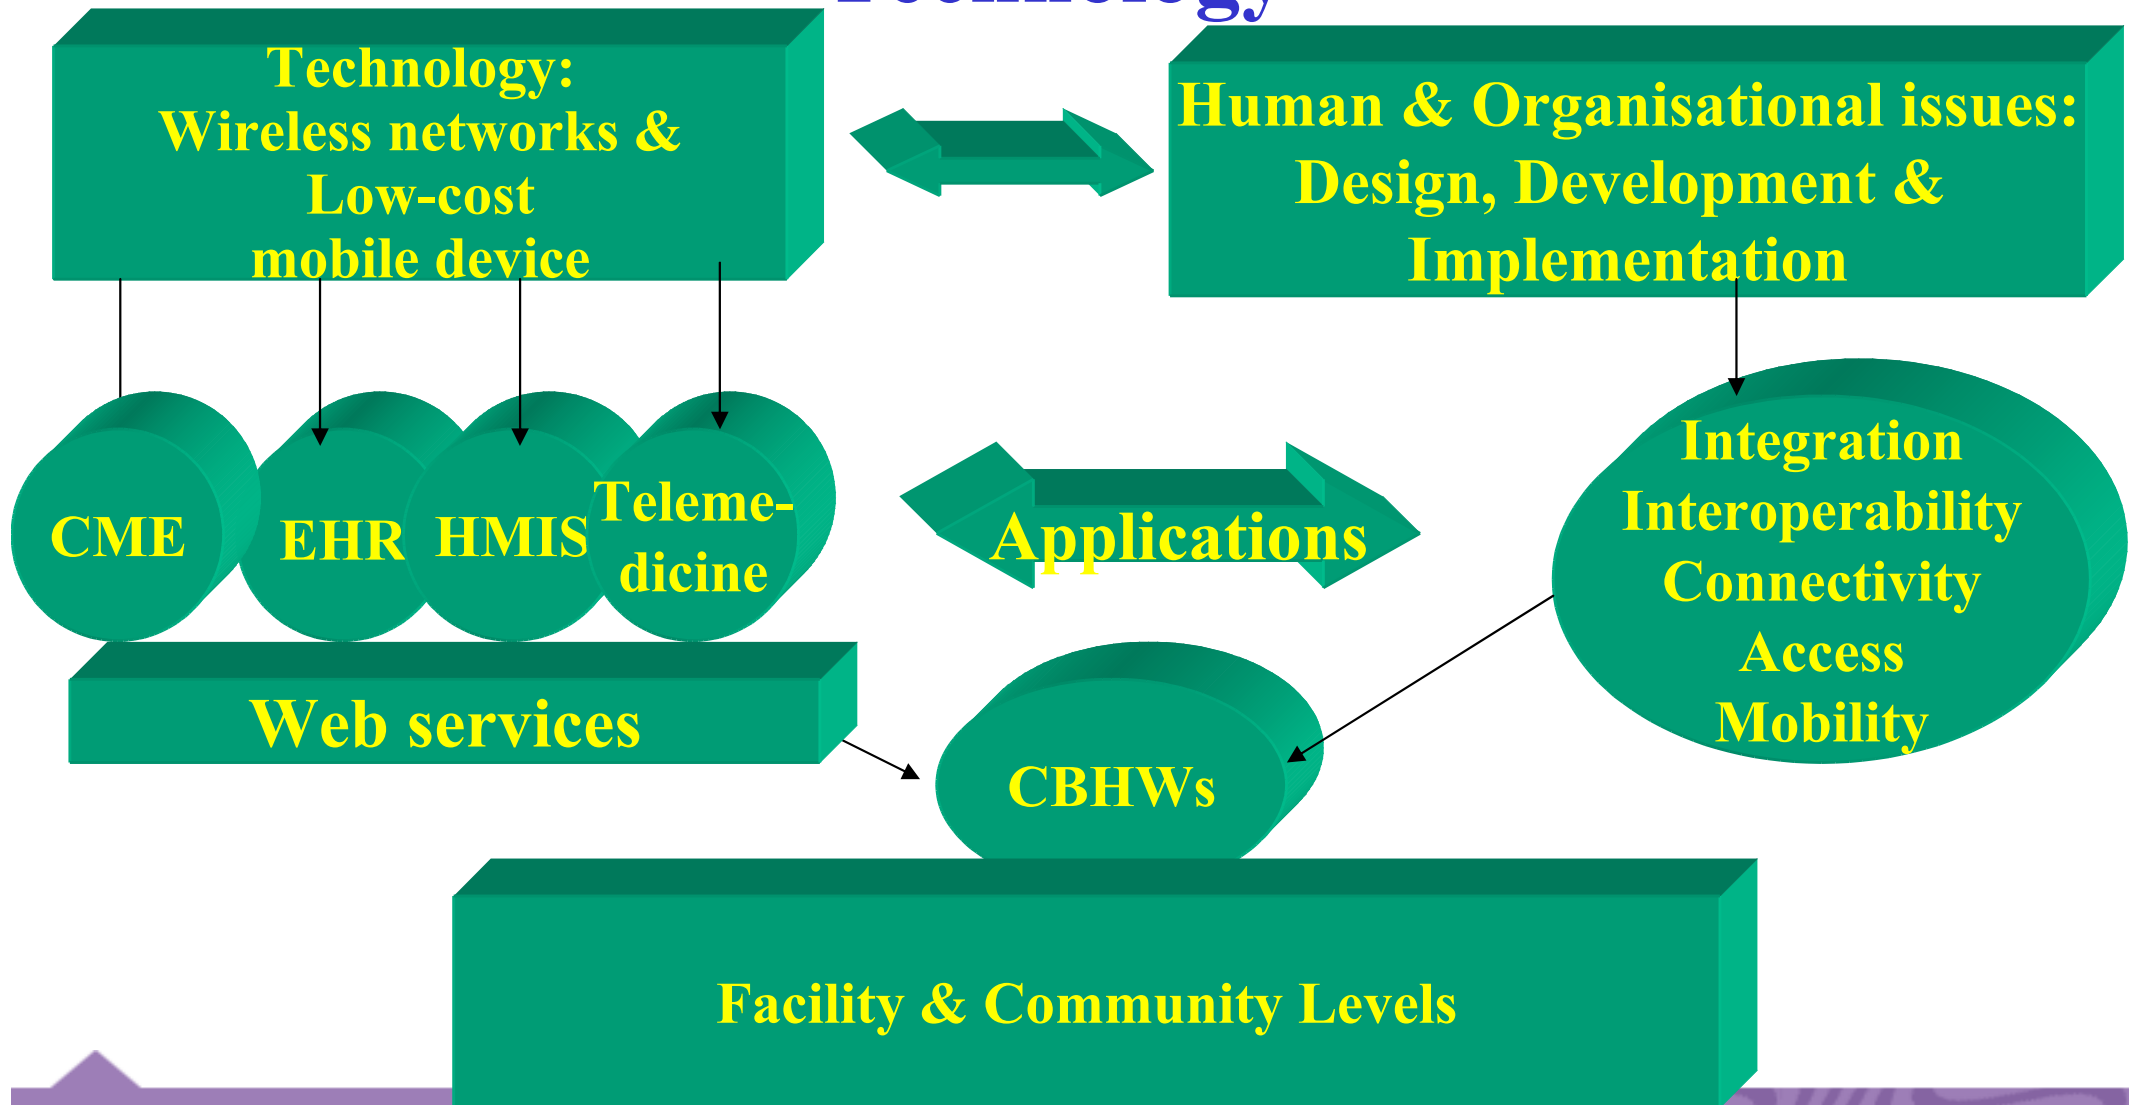 Technology
Technology:
Wireless networks &
Low-cost
mobile device
Human & Organisational issues:
Design, Development &
Implementation
CME
EHR
HMIS
Teleme-
dicine
Applications
Integration
Interoperability
Connectivity
Access
Mobility
Web services
CBHWs
Facility & Community Levels